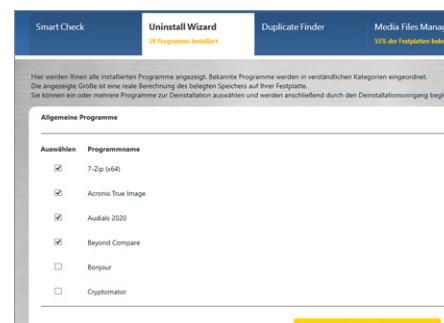 Smart Check
Uninstall Wizard
Duplicate Finder
Media Files Manag
58 Programme installiert
55% der Festplatten bele
Hier werden Ihnen alle installierten Programme angezeigt. Bekannte Programme werden in verständlichen Kategorien eingeordnet.
Die angezeigte Größe ist eine reale Berechnung des belegten Speichers auf Ihrer Festplatte.
Sie können ein oder mehrere Programme zur Deinstallation auswählen und werden anschließend durch den Deinstallationsvorgang begl
Allgemeine Programme
Auswählen Programmname
7-Zip (x64)
Acronis True Image
Audials 2020
Beyond Compare
Bonjour
Cryptomator